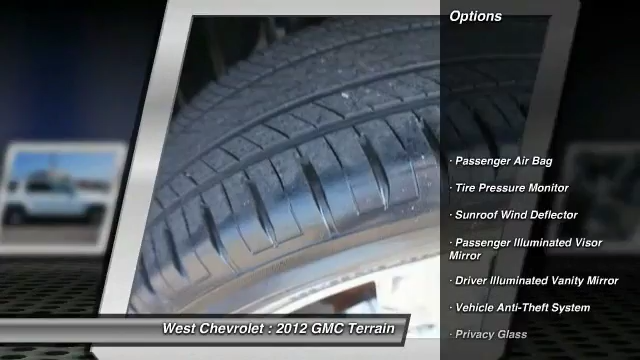 Options
· Passenger Air Bag
· Tire Pressure Monitor
· Sunroof Wind Deflector
· Passenger Illuminated Visor
Mirror
· Driver Illuminated Vanity Mirror
· Vehicle Anti-Theft System
· Privacy Glass
West Chevrolet : 2012 GMC Terrain